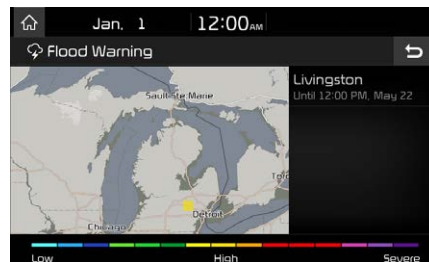 Jan. 1 12:00AM
Flood Warning
Livingston
Until 12:00 PM, May 22
Sault Ste. Marie
Detroit
Chicago
Low High Severe